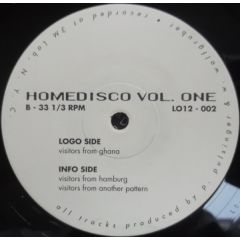 HOMEDISCO VOL. ONE
B - 33 1/3 RPM LO12 - 002
LOGO SIDE
visitors from ghana
INFO SIDE
visitors from hamburg
visitors from another pattern
all tracks produced by p. pulsinger